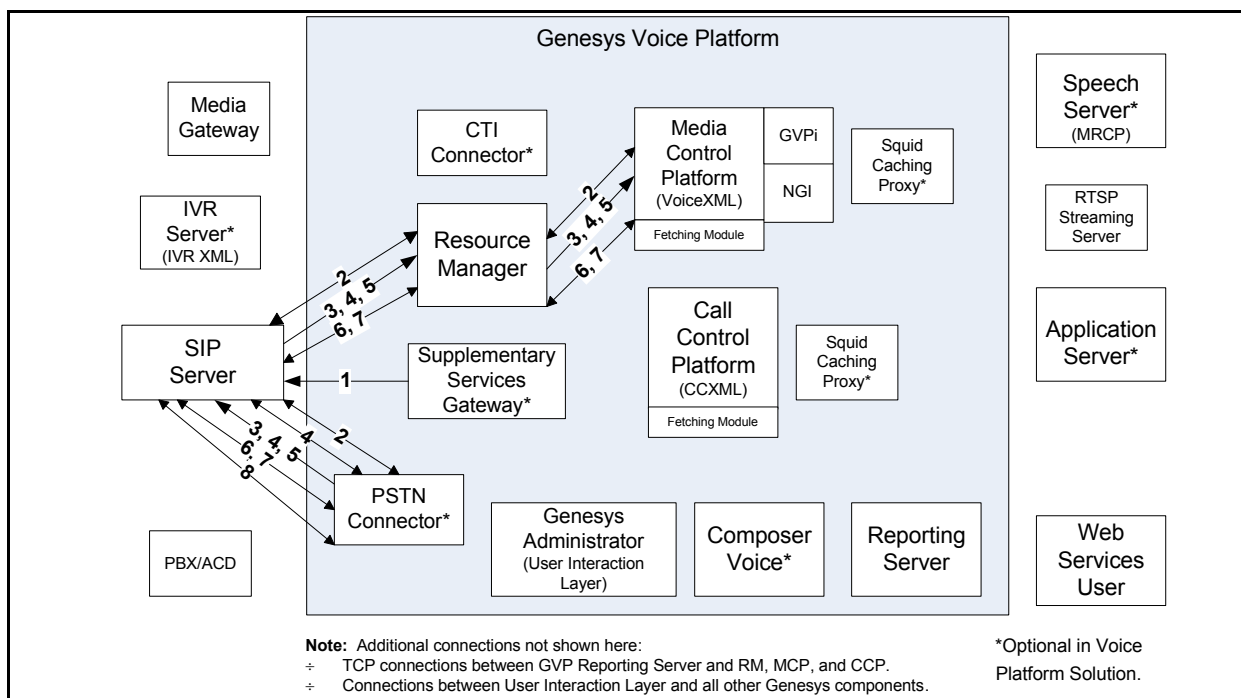 Genesys Voice Platform
Media
Gateway
CTI
Connector*
Media
Control
Platform
(VoiceXML)
Fetching Module
GVPi
NGI
Squid
Caching
Proxy*
Speech
Server*
(MRCP)
IVR
Server*
(IVR XML)
Resource
Manager
2
3, 4, 5
6, 7
RTSP
Streaming
Server
2
3, 4, 5
6, 7
SIP
Server
1
Supplementary
Services
Gateway*
Call
Control
Platform
(CCXML)
Fetching Module
Squid
Caching
Proxy*
Application
Server*
2
4
3, 4, 5
6, 7
8
PSTN
Connector*
PBX/ACD
Genesys
Administrator
(User Interaction
Layer)
Composer
Voice*
Reporting
Server
Web
Services
User
Note: Additional connections not shown here:
÷ TCP connections between GVP Reporting Server and RM, MCP, and CCP.
÷ Connections between User Interaction Layer and all other Genesys components.
*Optional in Voice
Platform Solution.